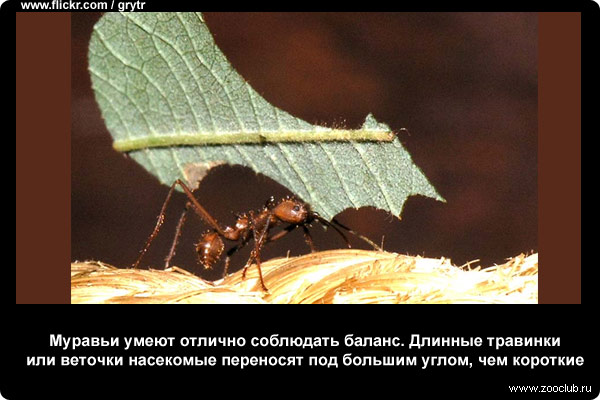 www.flickr.com / grytr
Муравьи умеют отлично соблюдать баланс. Длинные травинки
или веточки насекомые переносят под большим углом, чем короткие
www.zooclub.ru